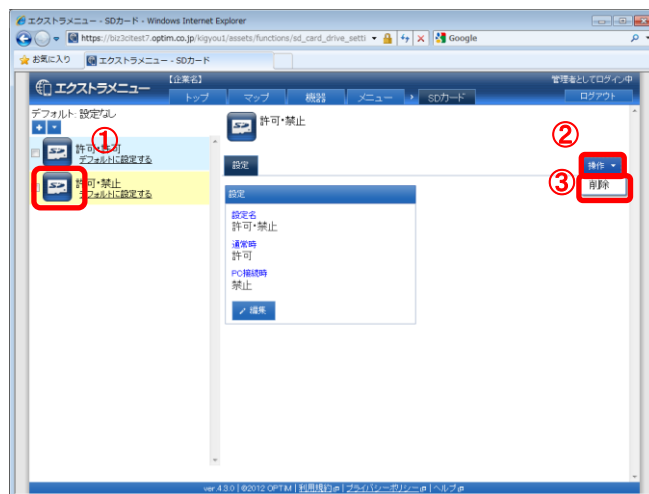 エクストラメニュー - SDカード - Windows Internet Explorer
https://biz3citest7.optim.co.jp/kigyou1/assets/functions/sd_card_drive_setti
Google
お気に入り
エクストラメニュー - SDカード
エクストラメニュー
【企業名】
管理者としてログイン中
トップ
マップ
機器
メニュー
SDカード
ログアウト
デフォルト: 設定なし
①
許可・許可
デフォルトに設定する
許可・禁止
デフォルトに設定する
許可・禁止
②
設定
操作
③
削除
設定
設定名
許可・禁止
通常時
許可
PC接続時
禁止
編集
ver.4.3.0 | ©2012 OPTiM | 利用規約 | プライバシーポリシー | ヘルプ